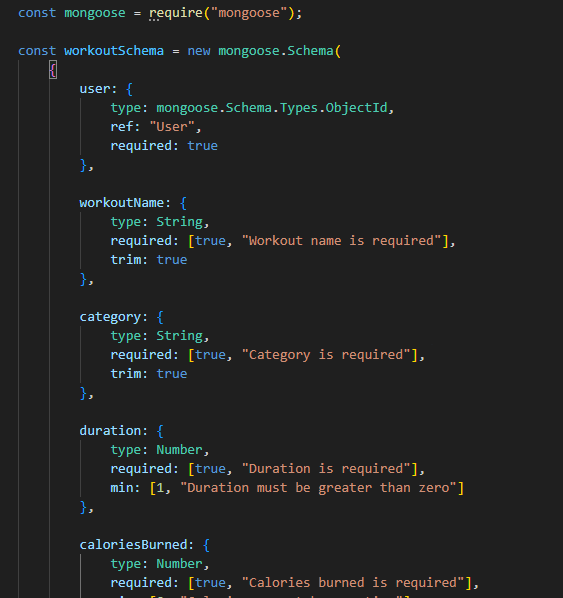 const mongoose = require("mongoose");
const workoutSchema = new mongoose.Schema(
{
user: {
type: mongoose.Schema.Types.ObjectId,
ref: "User",
required: true
},
workoutName: {
type: String,
required: [true, "Workout name is required"],
trim: true
},
category: {
type: String,
required: [true, "Category is required"],
trim: true
},
duration: {
type: Number,
required: [true, "Duration is required"],
min: [1, "Duration must be greater than zero"]
},
caloriesBurned: {
type: Number,
required: [true, "Calories burned is required"],